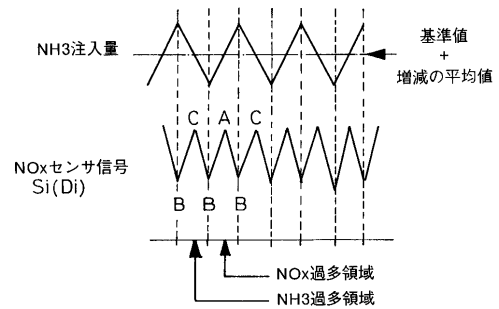 NH3注入量
基準値
+
増減の平均値
C A C
NOxセンサ信号
Si(Di)
B B B
NOx過多領域
NH3過多領域